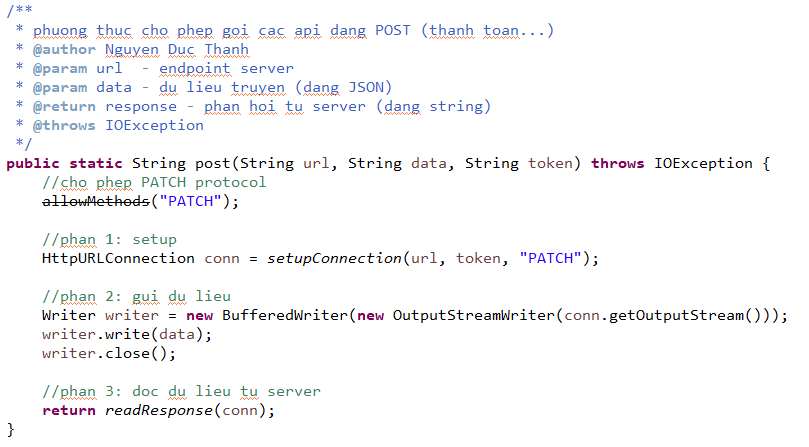 /**
 * phuong thuc cho phep goi cac api dang POST (thanh toan...)
 * @author Nguyen Duc Thanh
 * @param url  - endpoint server
 * @param data - du lieu truyen (dang JSON)
 * @return response - phan hoi tu server (dang string)
 * @throws IOException
 */
public static String post(String url, String data, String token) throws IOException {
    //cho phep PATCH protocol
    allowMethods("PATCH");
    //phan 1: setup
    HttpURLConnection conn = setupConnection(url, token, "PATCH");
    //phan 2: gui du lieu
    Writer writer = new BufferedWriter(new OutputStreamWriter(conn.getOutputStream()));
    writer.write(data);
    writer.close();
    //phan 3: doc du lieu tu server
    return readResponse(conn);
}